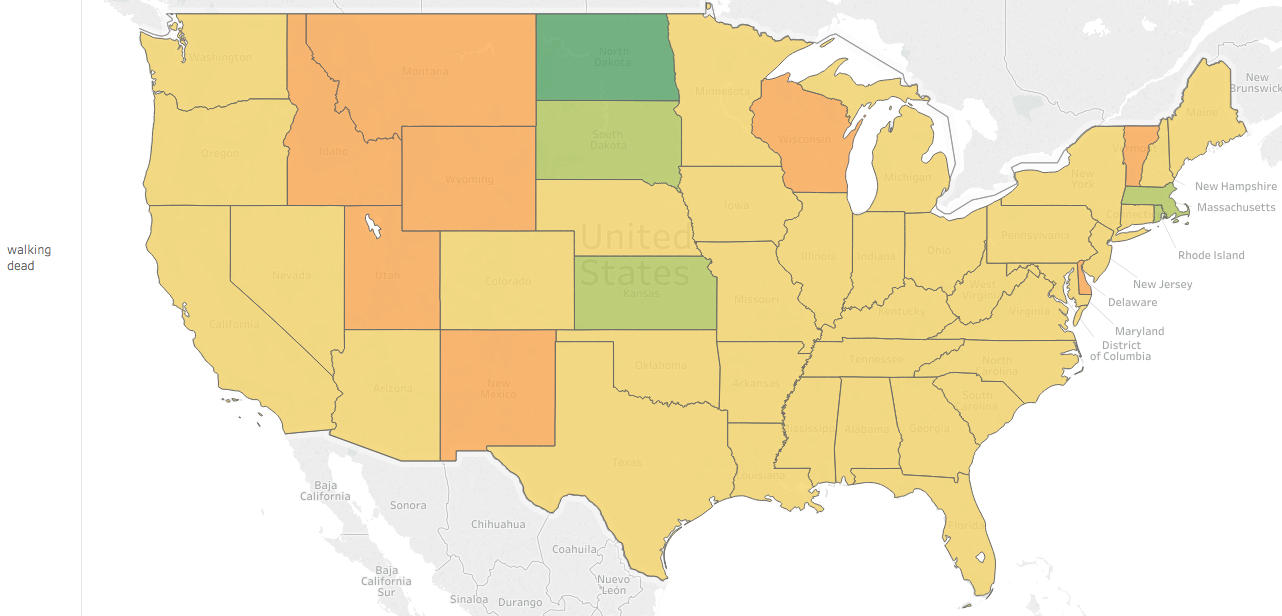 walking
dead
Washington
Montana
North
Dakota
Minnesota
New
Brunswick
Maine
Oregon
Idaho
South
Dakota
Wisconsin
Vermont
Wyoming
Michigan
New
York
New Hampshire
Massachusetts
Iowa
Connecti
United
States
Pennsylvania
Rhode Island
Nevada
Utah
Colorado
Kansas
Illinois
Indiana
Ohio
New Jersey
Delaware
West
Virginia
Missouri
Kentucky
Virginia
California
Maryland
District
of Columbia
Arizona
New
Mexico
Oklahoma
Arkansas
Tennessee
North
Carolina
South
Carolina
Mississippi
Alabama
Georgia
Texas
Louisiana
Florida
Baja
California
Sonora
Chihuahua
Coahuila
Baja
California
Sur
Sinaloa
Durango
Nuevo
León